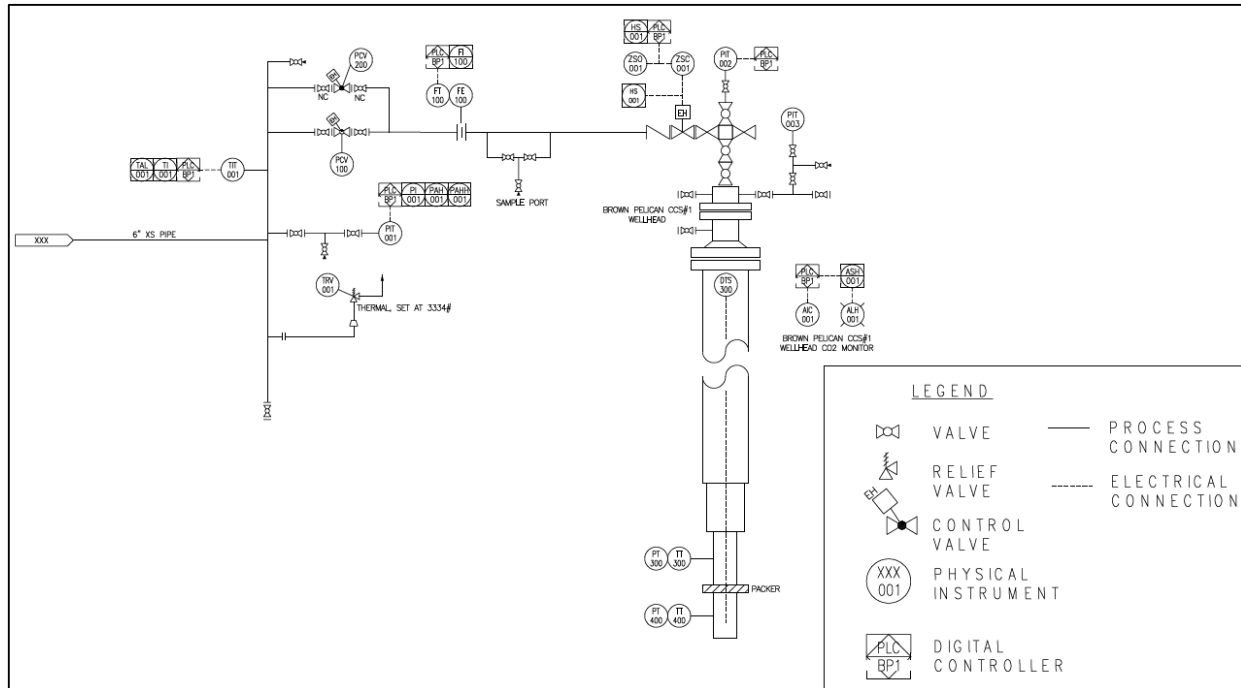 PCV
200
EH
NC
NC
EH
PCV
100
PLC
BP1
FI
100
FT
100
FE
100
HS
001
PLC
BP1
ZSO
001
ZSC
001
HS
001
EH
PIT
002
PLC
BP1
PIT
003
TAL
001
TI
001
PLC
BP1
TIT
001
PLC
BP1
PI
001
PAH
001
PAHH
001
PIT
001
SAMPLE PORT
BROWN PELICAN CCS#1
WELLHEAD
XXX
6" XS PIPE
TRV
001
THERMAL, SET AT 3334#
DTS
300
PLC
BP1
ASH
001
AIC
001
ALH
001
BROWN PELICAN CCS#1
WELLHEAD CO2 MONITOR
PT
300
TT
300
PACKER
PT
400
TT
400
LEGEND
VALVE
RELIEF
VALVE
EH
CONTROL
VALVE
XXX
001
PHYSICAL
INSTRUMENT
PLC
BP1
DIGITAL
CONTROLLER
PROCESS
CONNECTION
ELECTRICAL
CONNECTION